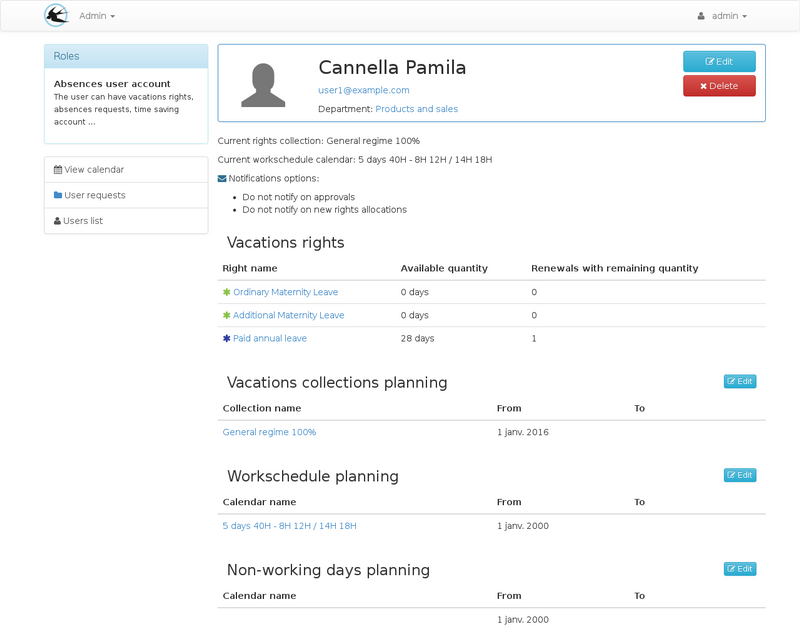 Admin
admin
Roles
Absences user account
The user can have vacations rights,
absences requests, time saving
account ...
View calendar
User requests
Users list
Cannella Pamila
user1@example.com
Department: Products and sales
Edit
Delete
Current rights collection: General regime 100%
Current workschedule calendar: 5 days 40H - 8H 12H / 14H 18H
Notifications options:
Do not notify on approvals
Do not notify on new rights allocations
Vacations rights
Right name Available quantity Renewals with remaining quantity
Ordinary Maternity Leave 0 days 0
Additional Maternity Leave 0 days 0
Paid annual leave 28 days 1
Vacations collections planning Edit
Collection name From To
General regime 100% 1 janv. 2016
Workschedule planning Edit
Calendar name From To
5 days 40H - 8H 12H / 14H 18H 1 janv. 2000
Non-working days planning Edit
Calendar name From To
1 janv. 2000